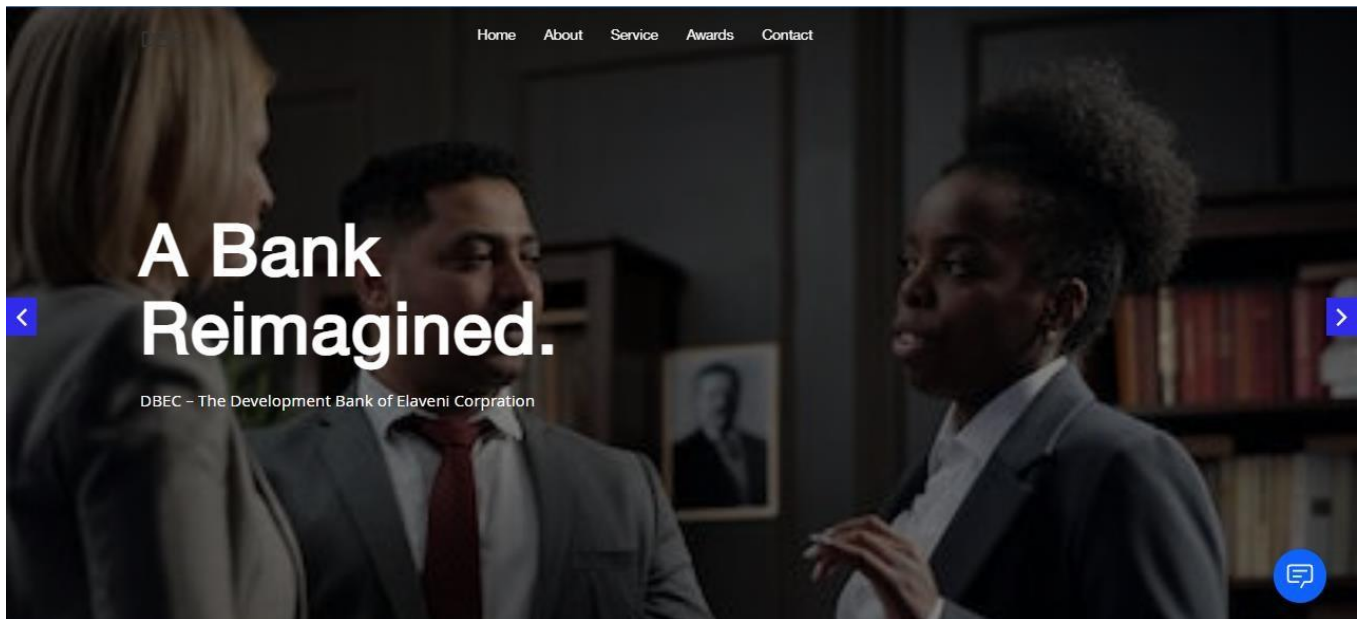 Home About Service Awards Contact
A Bank
Reimagined.
DBEC – The Development Bank of Elaveni Corpration